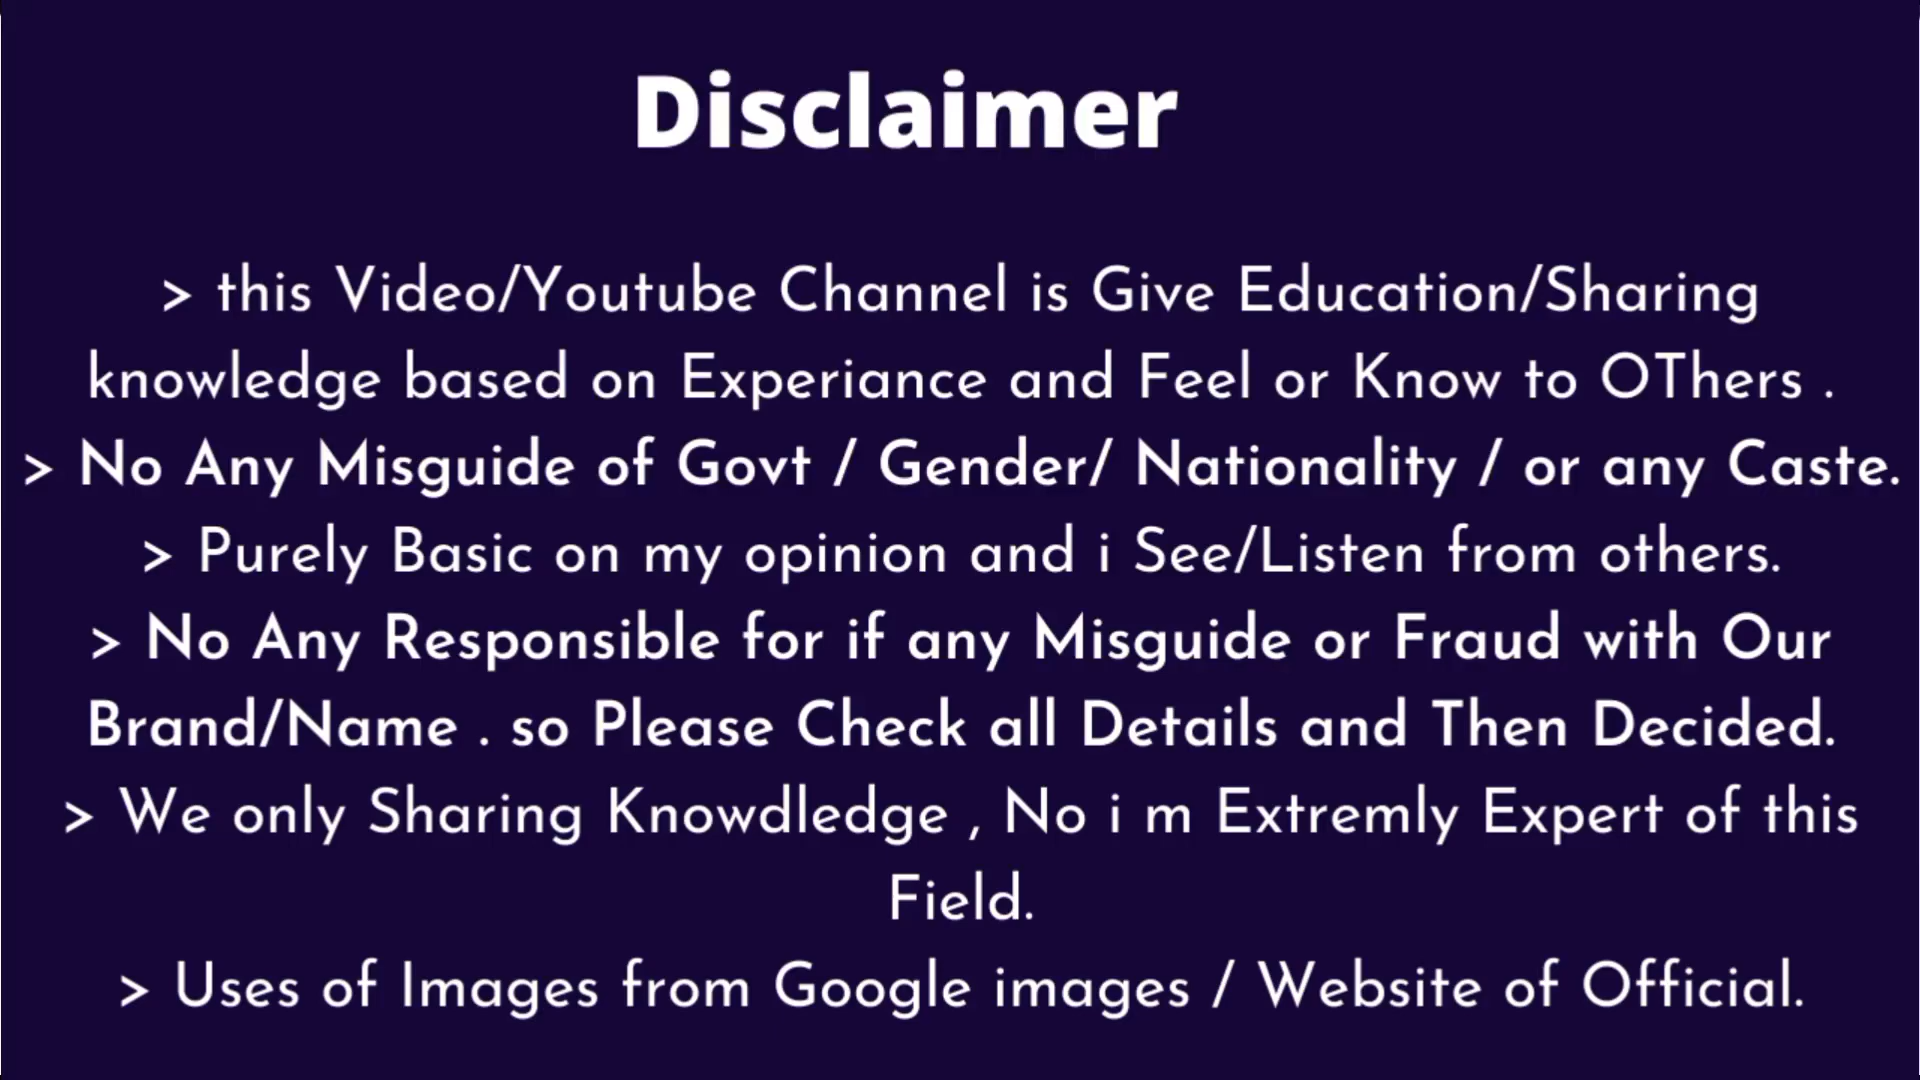 Disclaimer
> this Video/Youtube Channel is Give Education/Sharing
knowledge based on Experiance and Feel or Know to OThers .
> No Any Misguide of Govt / Gender/ Nationality / or any Caste.
> Purely Basic on my opinion and i See/Listen from others.
> No Any Responsible for if any Misguide or Fraud with Our
Brand/Name . so Please Check all Details and Then Decided.
> We only Sharing Knowdledge , No i m Extremly Expert of this
Field.
> Uses of Images from Google images / Website of Official.